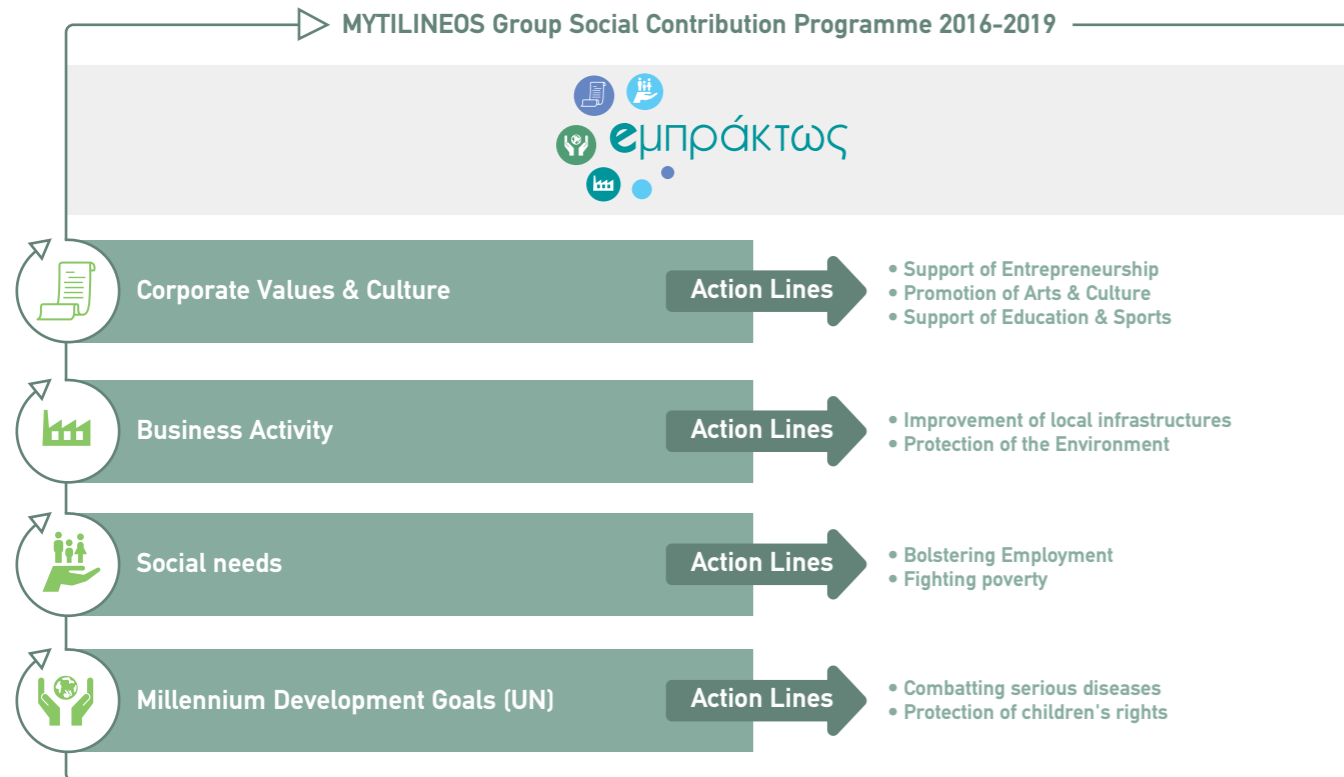 MYTILINEOS Group Social Contribution Programme 2016-2019
eμπράκτως
Corporate Values & Culture
Action Lines
• Support of Entrepreneurship
• Promotion of Arts & Culture
• Support of Education & Sports
Business Activity
Action Lines
• Improvement of local infrastructures
• Protection of the Environment
Social needs
Action Lines
• Bolstering Employment
• Fighting poverty
Millennium Development Goals (UN)
Action Lines
• Combatting serious diseases
• Protection of children's rights